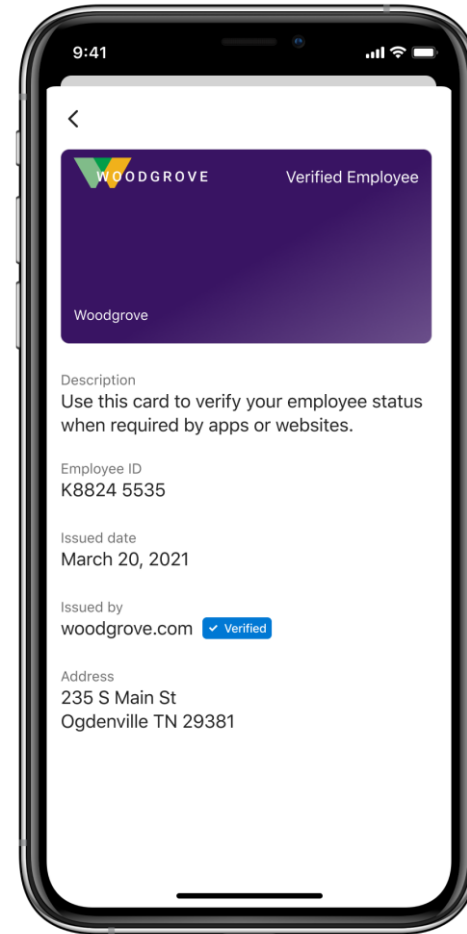 9:41
WOODGROVE
Verified Employee
Woodgrove
Description
Use this card to verify your employee status
when required by apps or websites.
Employee ID
K8824 5535
Issued date
March 20, 2021
Issued by
woodgrove.com Verified
Address
235 S Main St
Ogdenville TN 29381